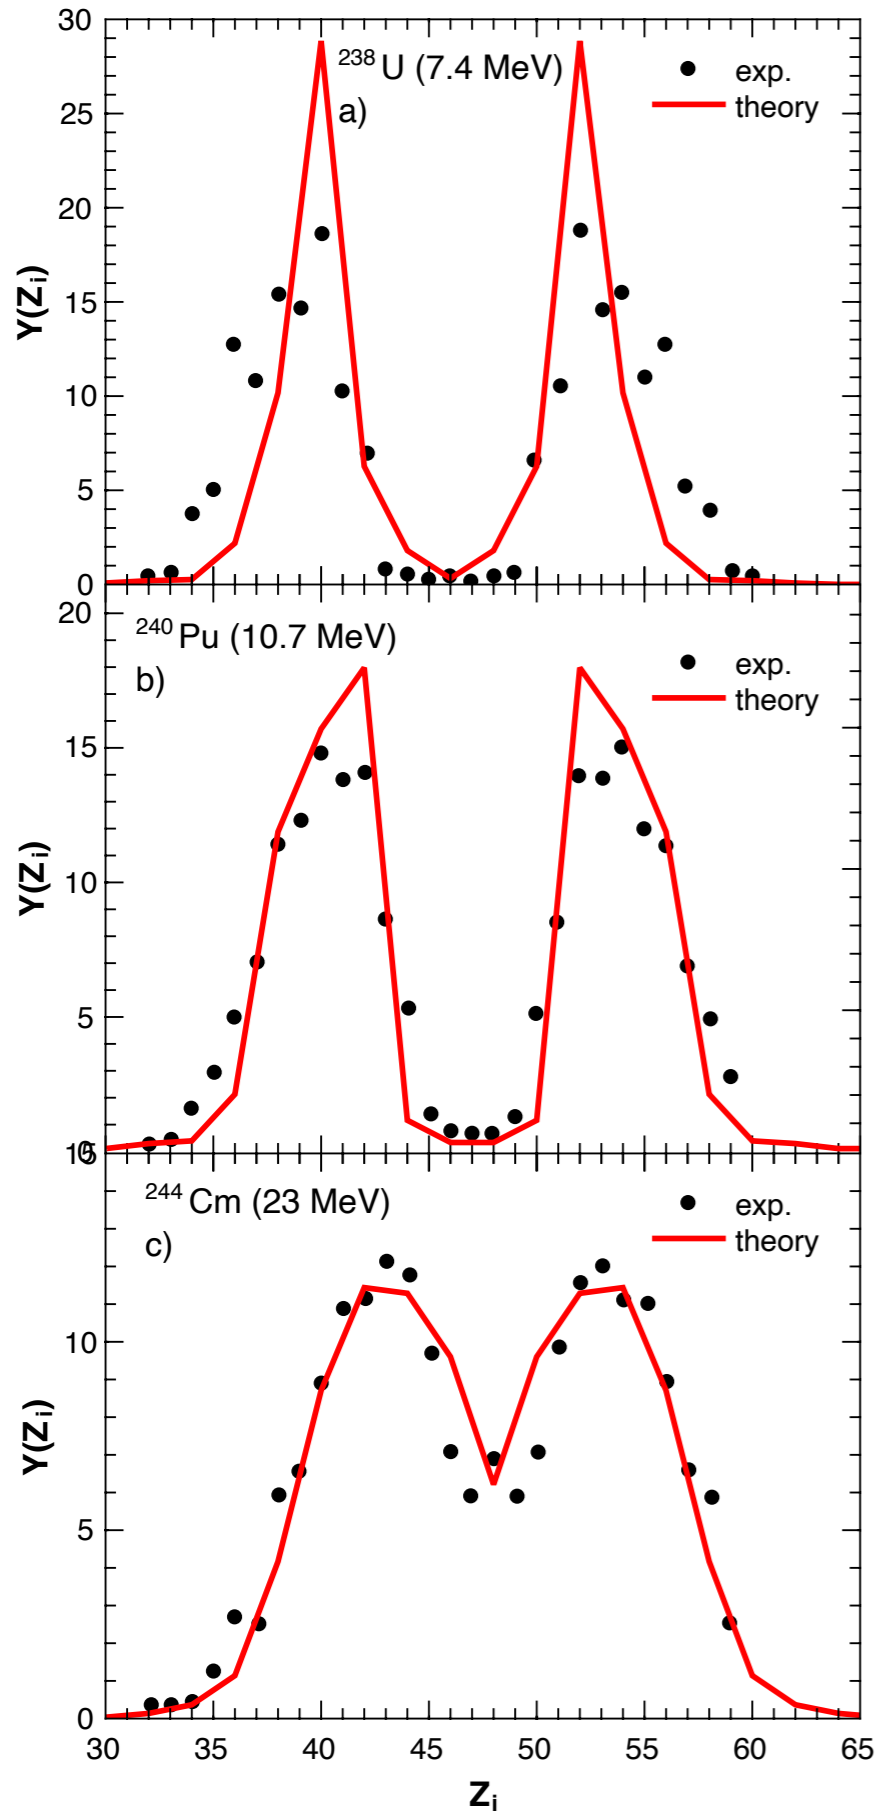 30
²³⁸U (7.4 MeV)
a)
exp.
theory
25
20
15
10
5
0
Y(Zᵢ)
20
²⁴⁰Pu (10.7 MeV)
b)
exp.
theory
15
10
5
0
Y(Zᵢ)
15
²⁴⁴Cm (23 MeV)
c)
exp.
theory
10
5
0
Y(Zᵢ)
30 35 40 45 50 55 60 65
Zᵢ